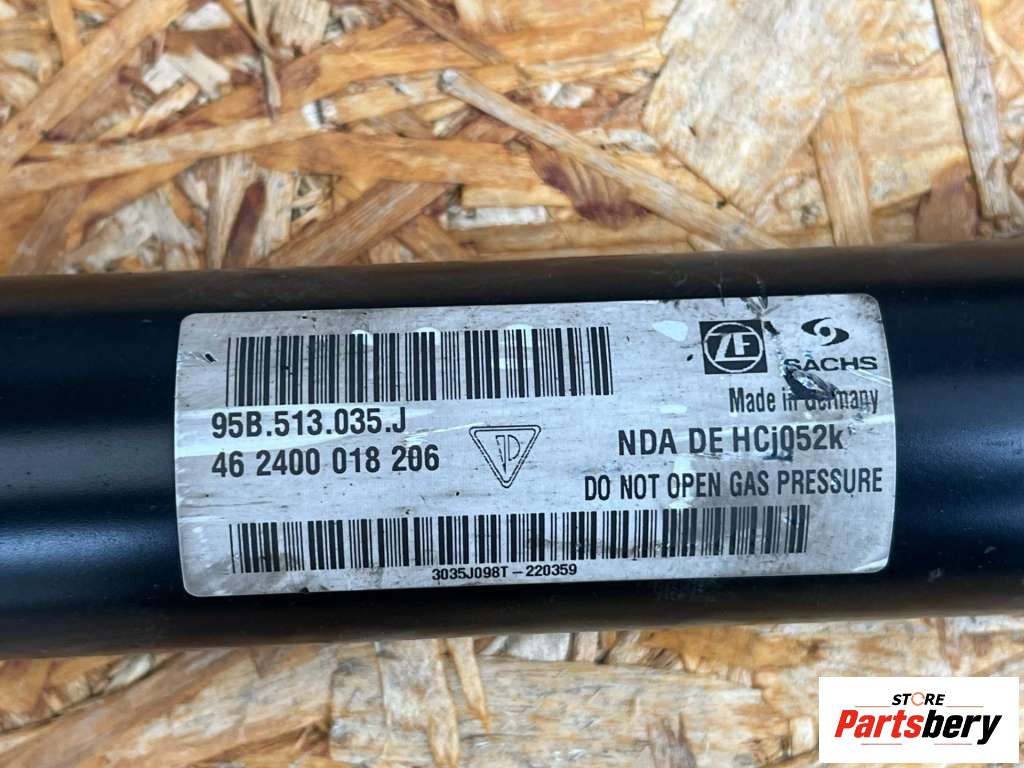 ZF
SACHS
Made in Germany
95B.513.035.J
46 2400 018 206
NDA DE HCj052k
DO NOT OPEN GAS PRESSURE
3035J098T-220359
STORE
Partsbery